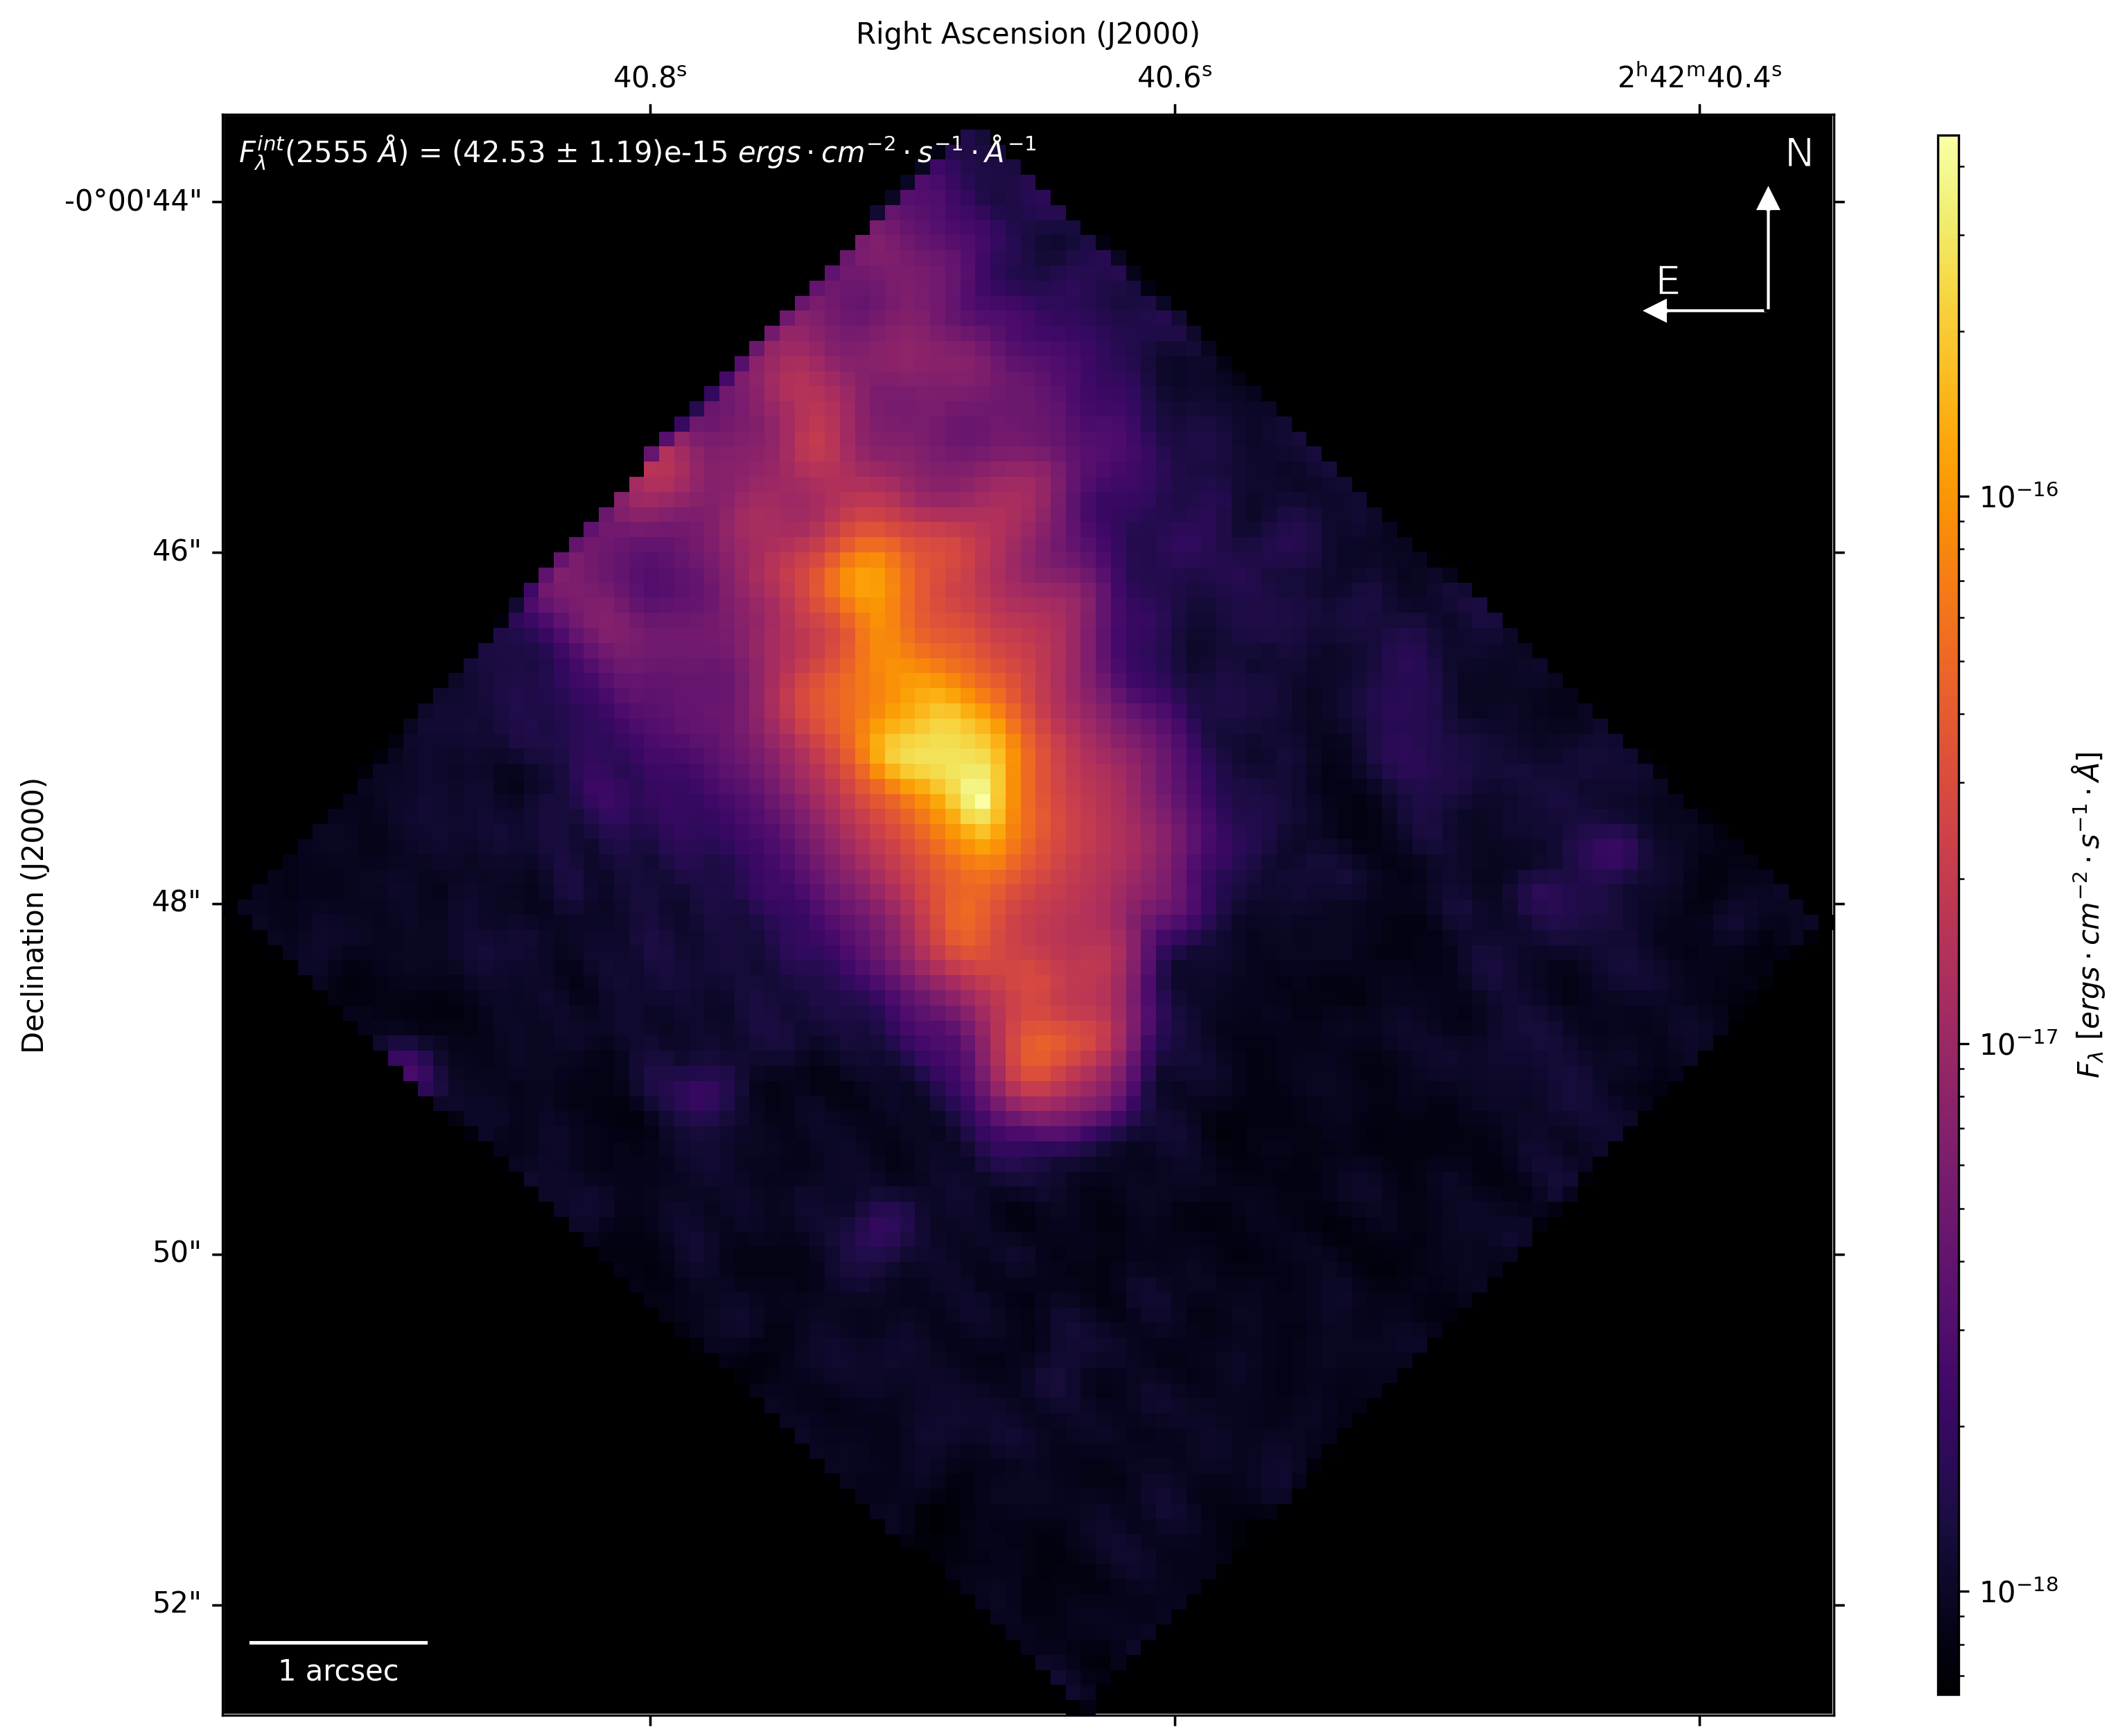 Right Ascension (J2000)
40.8ˢ 40.6ˢ 2ʰ42ᵐ40.4ˢ
F_λ^{int}(2555 Å) = (42.53 ± 1.19)e-15 ergs · cm⁻² · s⁻¹ · Å⁻¹
N
E
-0°00'44"
46"
48"
50"
52"
Declination (J2000)
1 arcsec
10⁻¹⁶
10⁻¹⁷
10⁻¹⁸
F_λ [ergs · cm⁻² · s⁻¹ · Å]